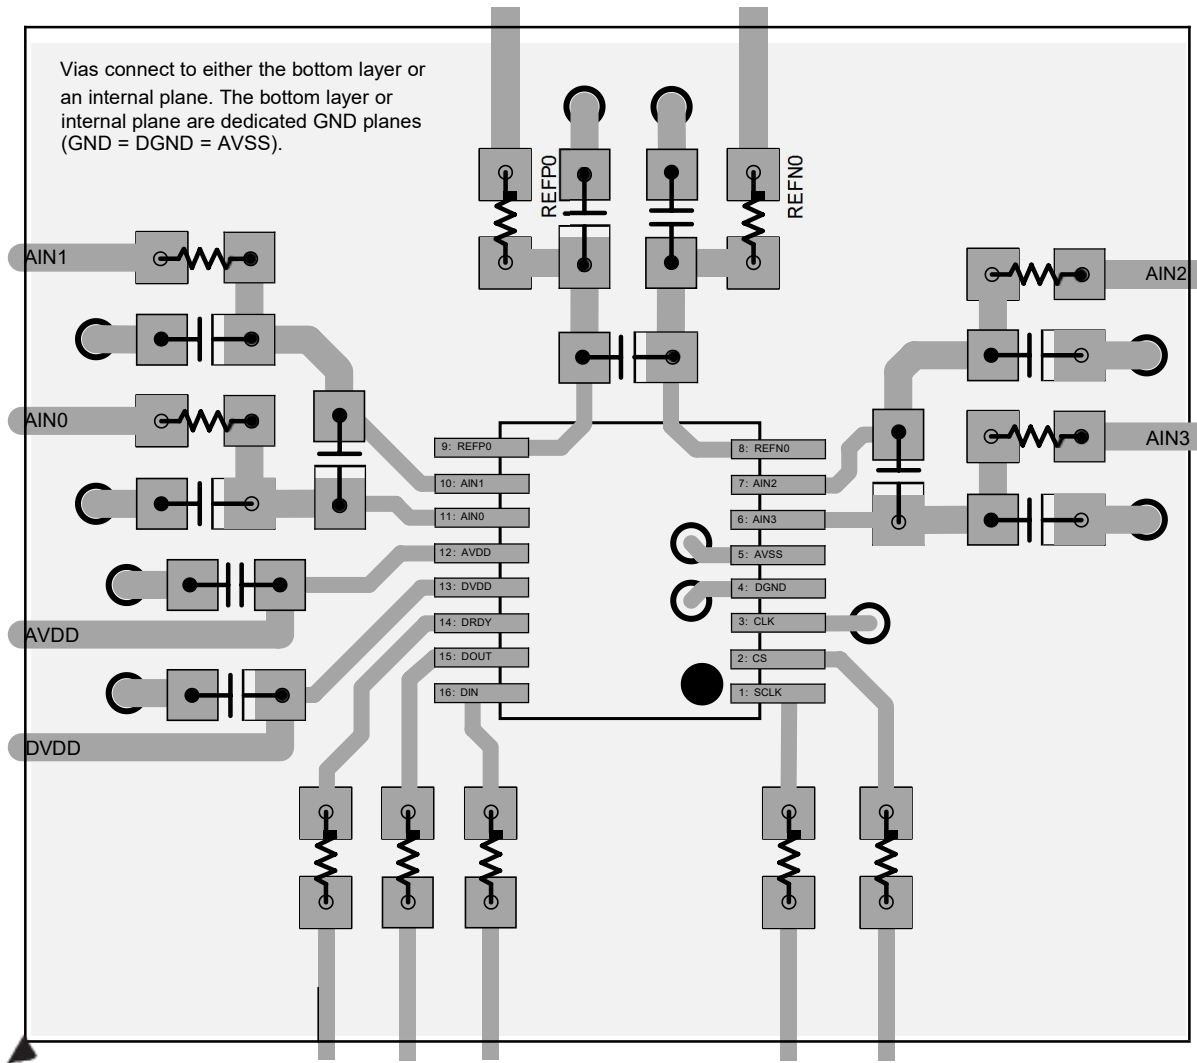 Vias connect to either the bottom layer or
an internal plane. The bottom layer or
internal plane are dedicated GND planes
(GND = DGND = AVSS).
REFP0
REFN0
AIN1
AIN2
AIN0
AIN3
9: REFP0
8: REFN0
10: AIN1
7: AIN2
11: AIN0
6: AIN3
12: AVDD
5: AVSS
13: DVDD
4: DGND
14: DRDY
3: CLK
15: DOUT
2: CS
16: DIN
1: SCLK
AVDD
DVDD